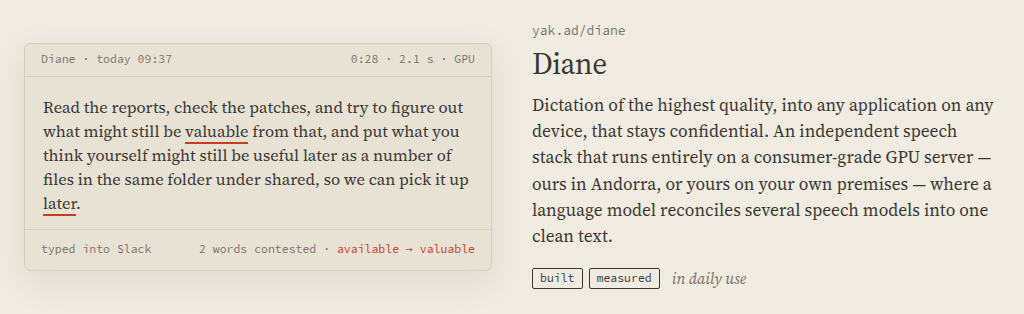 Diane · today 09:37
0:28 · 2.1 s · GPU
Read the reports, check the patches, and try to figure out
what might still be valuable from that, and put what you
think yourself might still be useful later as a number of
files in the same folder under shared, so we can pick it up
later.
typed into Slack
2 words contested · available → valuable
yak.ad/diane
Diane
Dictation of the highest quality, into any application on any
device, that stays confidential. An independent speech
stack that runs entirely on a consumer-grade GPU server —
ours in Andorra, or yours on your own premises — where a
language model reconciles several speech models into one
clean text.
built
measured
in daily use